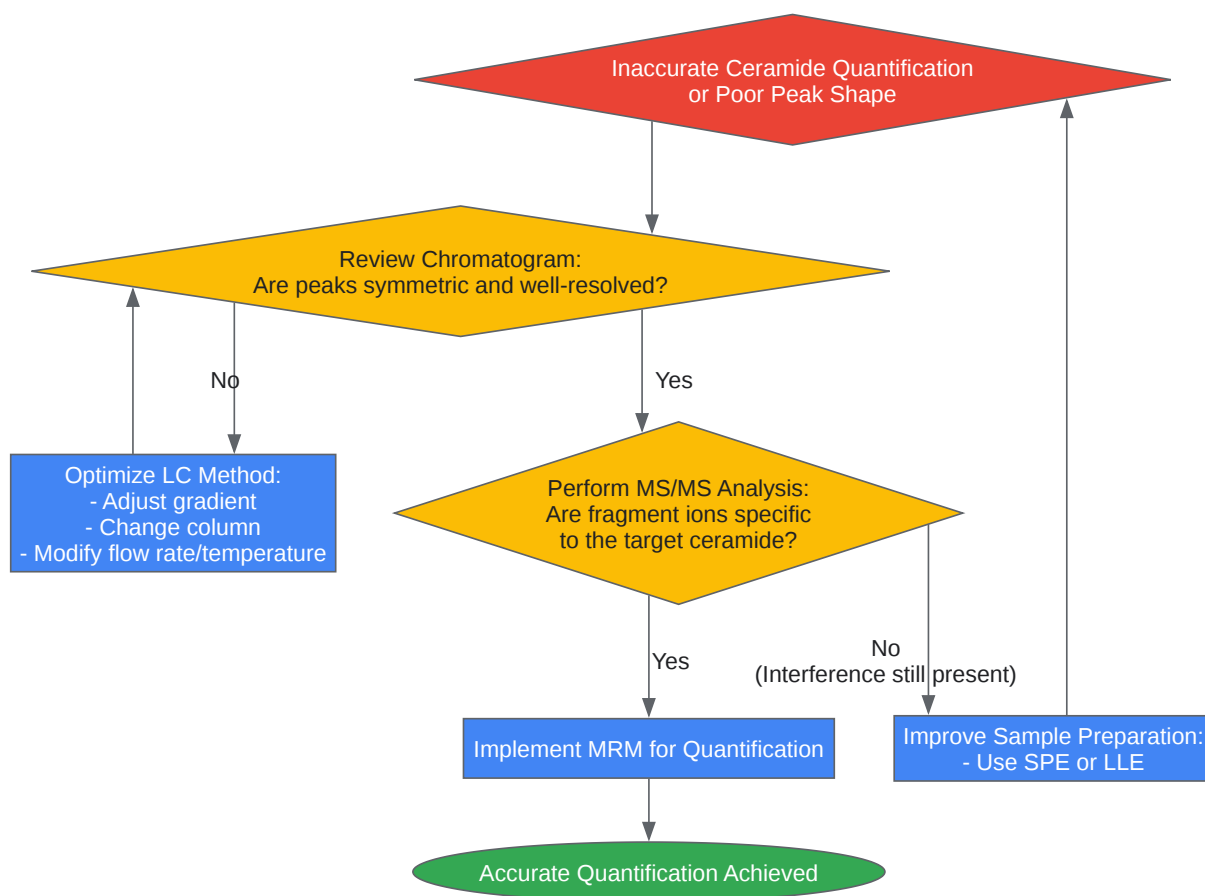 Inaccurate Ceramide Quantification
or Poor Peak Shape
Review Chromatogram:
Are peaks symmetric and well-resolved?
No
Yes
Optimize LC Method:
- Adjust gradient
- Change column
- Modify flow rate/temperature
Perform MS/MS Analysis:
Are fragment ions specific
to the target ceramide?
Yes
No
(Interference still present)
Implement MRM for Quantification
Improve Sample Preparation:
- Use SPE or LLE
Accurate Quantification Achieved